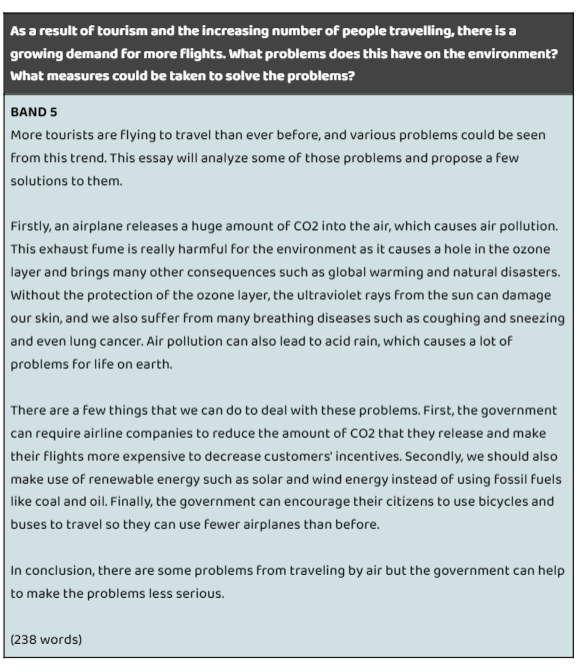 As a result of tourism and the increasing number of people travelling, there is a
growing demand for more flights. What problems does this have on the environment?
What measures could be taken to solve the problems?
BAND 5
More tourists are flying to travel than ever before, and various problems could be seen
from this trend. This essay will analyze some of those problems and propose a few
solutions to them.
Firstly, an airplane releases a huge amount of CO2 into the air, which causes air pollution.
This exhaust fume is really harmful for the environment as it causes a hole in the ozone
layer and brings many other consequences such as global warming and natural disasters.
Without the protection of the ozone layer, the ultraviolet rays from the sun can damage
our skin, and we also suffer from many breathing diseases such as coughing and sneezing
and even lung cancer. Air pollution can also lead to acid rain, which causes a lot of
problems for life on earth.
There are a few things that we can do to deal with these problems. First, the government
can require airline companies to reduce the amount of CO2 that they release and make
their flights more expensive to decrease customers' incentives. Secondly, we should also
make use of renewable energy such as solar and wind energy instead of using fossil fuels
like coal and oil. Finally, the government can encourage their citizens to use bicycles and
buses to travel so they can use fewer airplanes than before.
In conclusion, there are some problems from traveling by air but the government can help
to make the problems less serious.
(238 words)